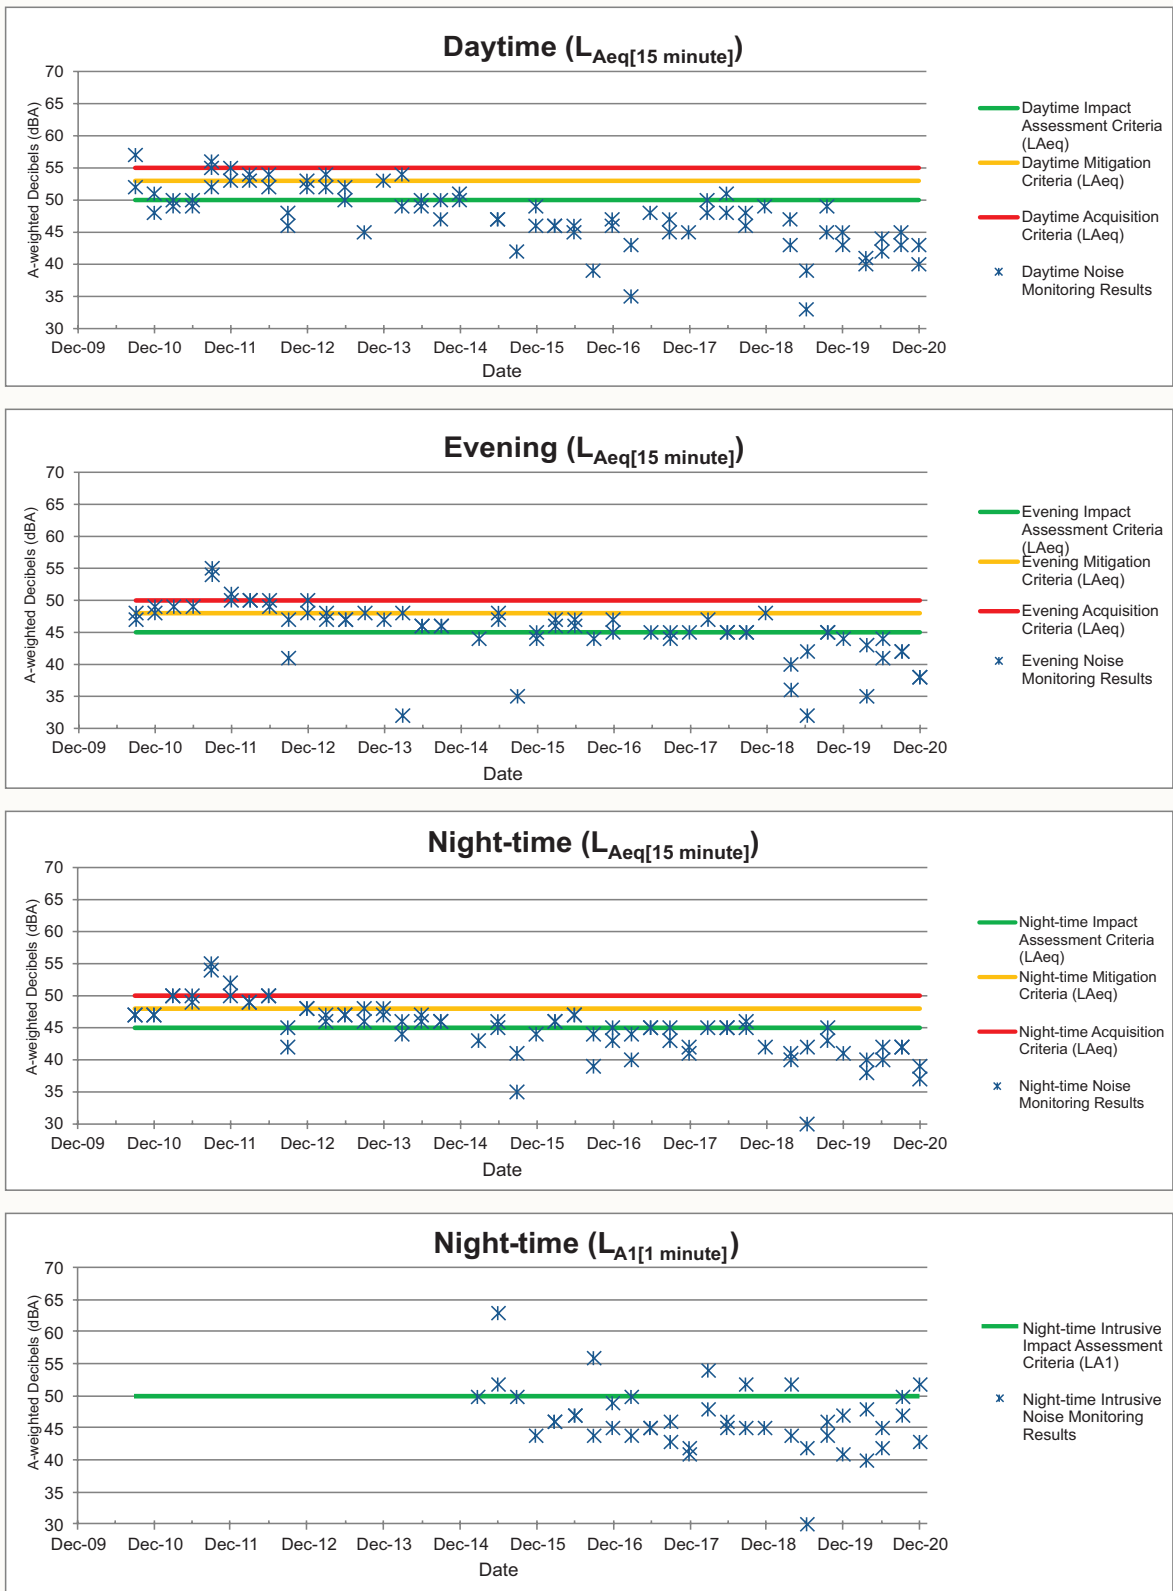 Daytime (LAeq[15 minute])
A-weighted Decibels (dBA)
70
65
60
55
50
45
40
35
30
Dec-09 Dec-10 Dec-11 Dec-12 Dec-13 Dec-14 Dec-15 Dec-16 Dec-17 Dec-18 Dec-19 Dec-20
Date
Daytime Impact
Assessment Criteria
(LAeq)
Daytime Mitigation
Criteria (LAeq)
Daytime Acquisition
Criteria (LAeq)
Daytime Noise
Monitoring Results
Evening (LAeq[15 minute])
A-weighted Decibels (dBA)
70
65
60
55
50
45
40
35
30
Dec-09 Dec-10 Dec-11 Dec-12 Dec-13 Dec-14 Dec-15 Dec-16 Dec-17 Dec-18 Dec-19 Dec-20
Date
Evening Impact
Assessment Criteria
(LAeq)
Evening Mitigation
Criteria (LAeq)
Evening Acquisition
Criteria (LAeq)
Evening Noise
Monitoring Results
Night-time (LAeq[15 minute])
A-weighted Decibels (dBA)
70
65
60
55
50
45
40
35
30
Dec-09 Dec-10 Dec-11 Dec-12 Dec-13 Dec-14 Dec-15 Dec-16 Dec-17 Dec-18 Dec-19 Dec-20
Date
Night-time Impact
Assessment Criteria
(LAeq)
Night-time Mitigation
Criteria (LAeq)
Night-time Acquisition
Criteria (LAeq)
Night-time Noise
Monitoring Results
Night-time (LA1[1 minute])
A-weighted Decibels (dBA)
70
65
60
55
50
45
40
35
30
Dec-09 Dec-10 Dec-11 Dec-12 Dec-13 Dec-14 Dec-15 Dec-16 Dec-17 Dec-18 Dec-19 Dec-20
Date
Night-time Intrusive
Impact Assessment
Criteria (LA1)
Night-time Intrusive
Noise Monitoring
Results